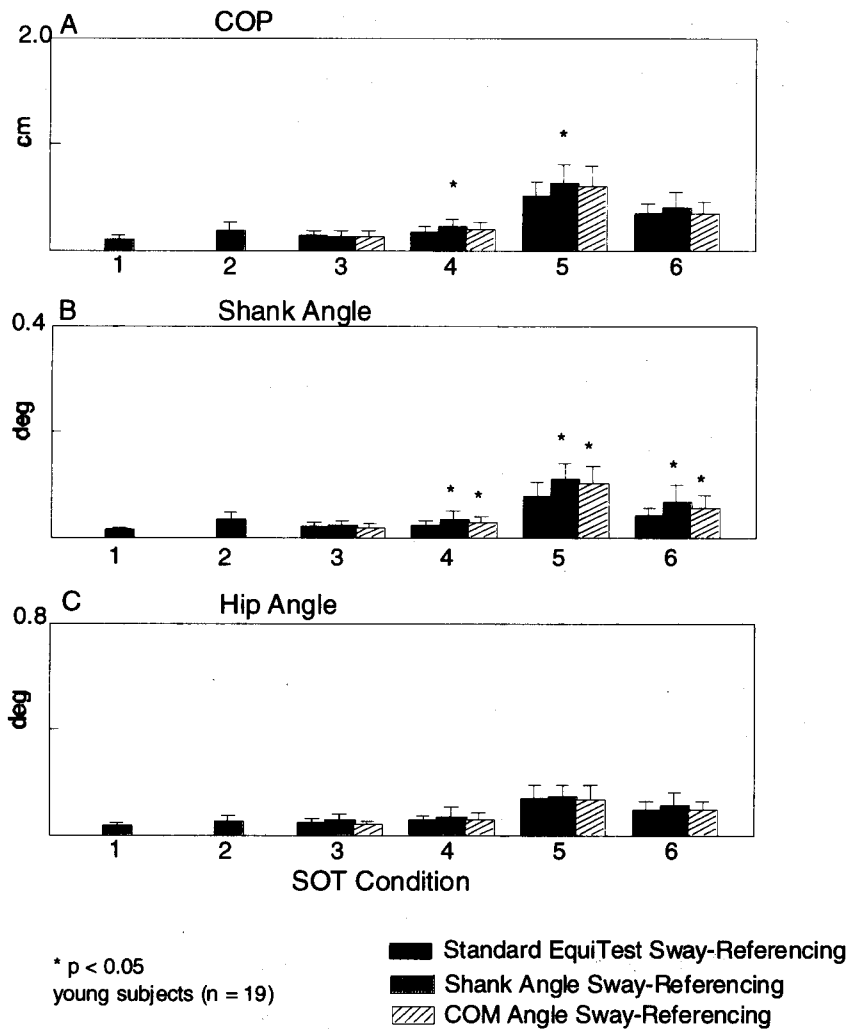 A COP
2.0
cm
*
*
1 2 3 4 5 6
B Shank Angle
0.4
deg
* *
* *
* *
1 2 3 4 5 6
C Hip Angle
0.8
deg
1 2 3 4 5 6
SOT Condition
* p < 0.05
young subjects (n = 19)
Standard EquiTest Sway-Referencing
Shank Angle Sway-Referencing
COM Angle Sway-Referencing